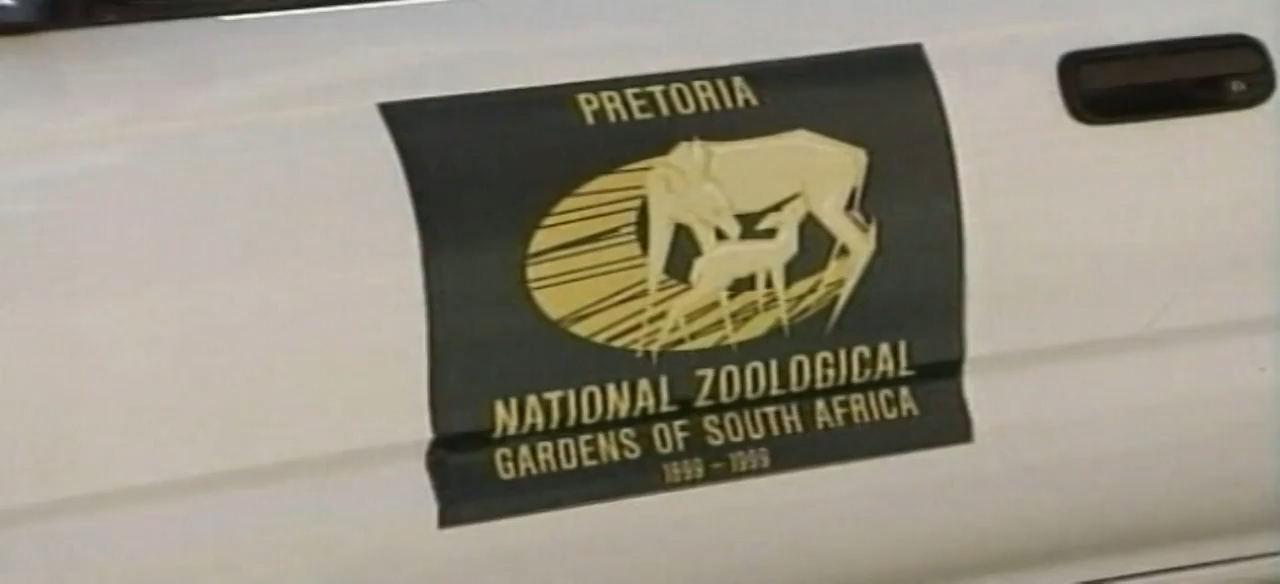 PRETORIA
NATIONAL ZOOLOGICAL
GARDENS OF SOUTH AFRICA
1899 - 1999